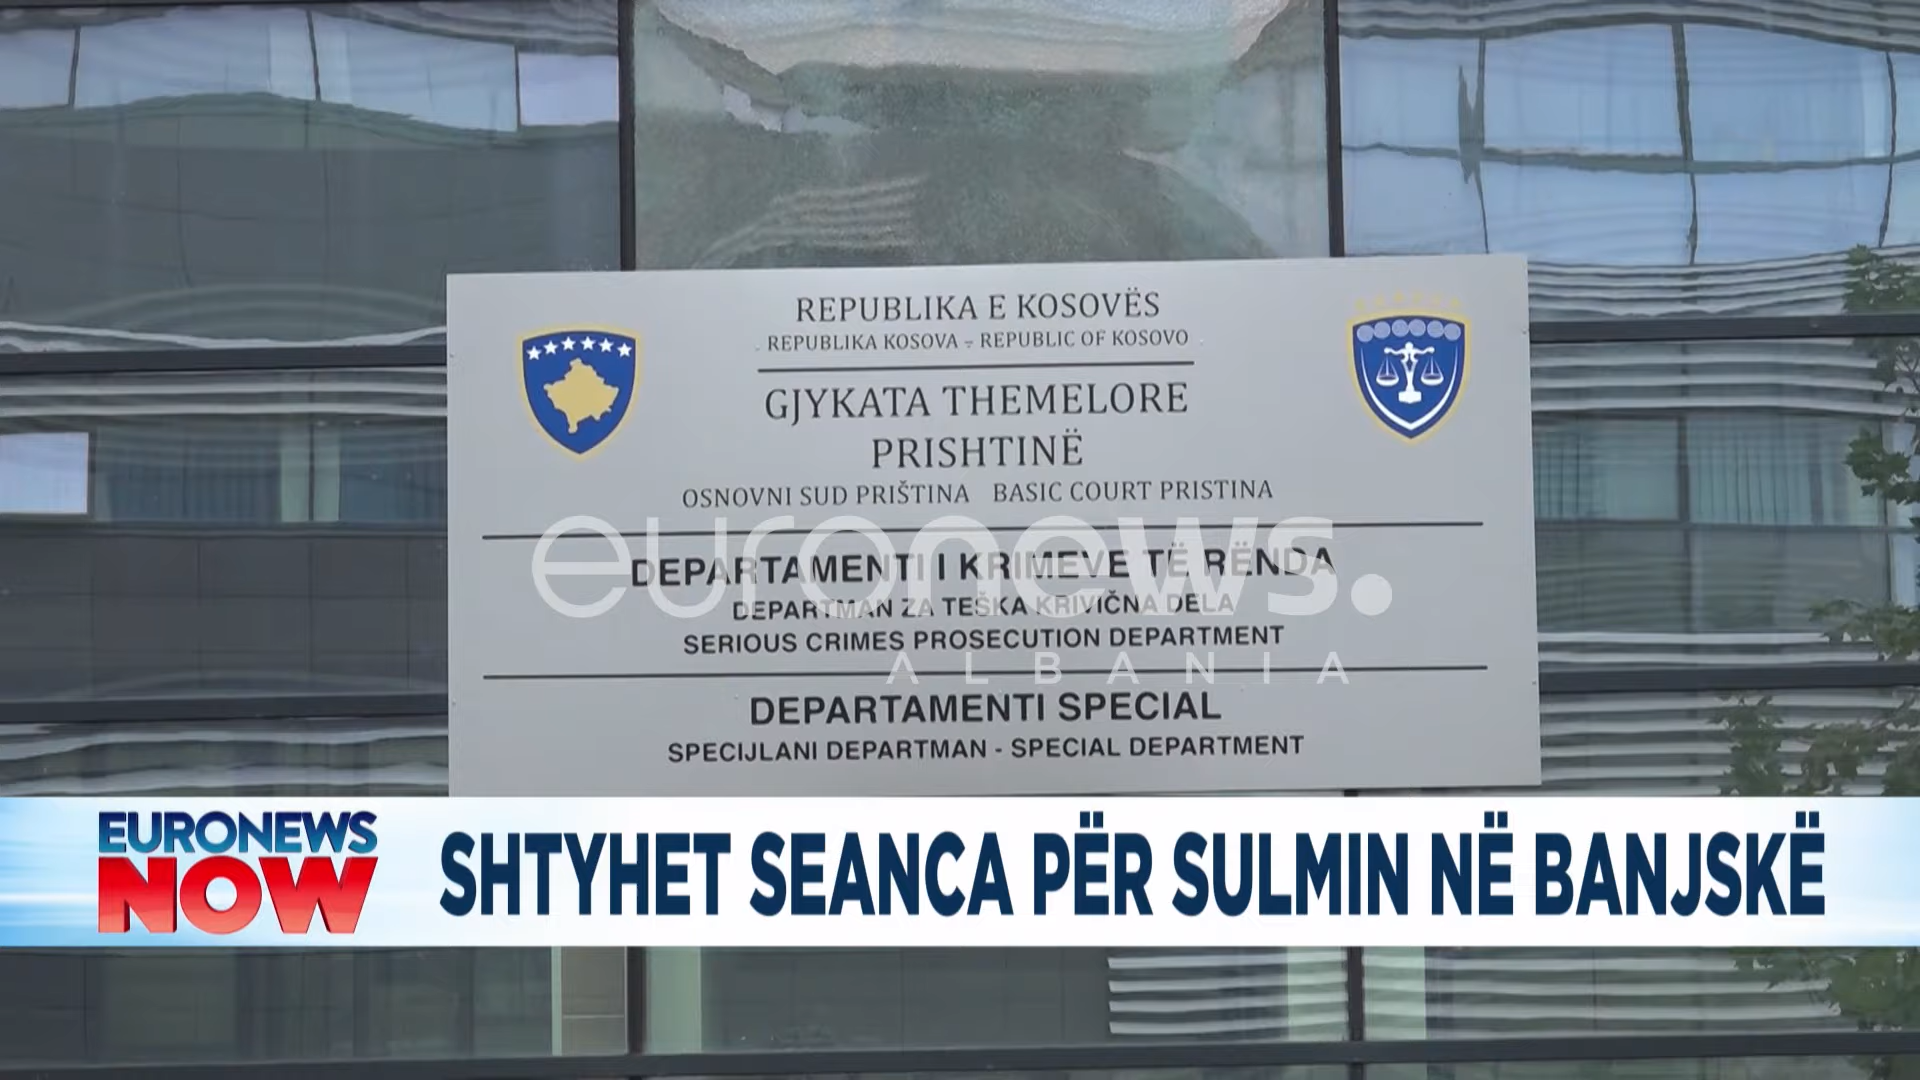 REPUBLIKA E KOSOVËS
REPUBLIKA KOSOVA - REPUBLIC OF KOSOVO
GJYKATA THEMELORE
PRISHTINË
OSNOVNI SUD PRIŠTINA BASIC COURT PRISTINA
DEPARTAMENTI I KRIMEVE TË RËNDA
DEPARTMAN ZA TEŠKA KRIVIČNA DELA
SERIOUS CRIMES PROSECUTION DEPARTMENT
DEPARTAMENTI SPECIAL
SPECIJLANI DEPARTMAN - SPECIAL DEPARTMENT
euronews.
ALBANIA
EURONEWS
NOW
SHTYHET SEANCA PËR SULMIN NË BANJSKË